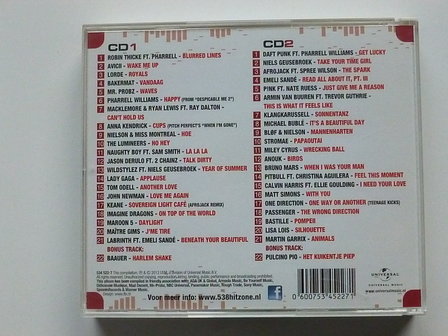 CD1
1 ROBIN THICKE FT. PHARRELL - BLURRED LINES
2 AVICII - WAKE ME UP
3 LORDE - ROYALS
4 BAKERMAT - VANDAAG
5 MR. PROBZ - WAVES
6 PHARRELL WILLIAMS - HAPPY (FROM "DESPICABLE ME 2")
7 MACKLEMORE & RYAN LEWIS FT. RAY DALTON -
CAN'T HOLD US
8 ANNA KENDRICK - CUPS (PITCH PERFECT'S "WHEN I'M GONE")
9 NIELSON & MISS MONTREAL - HOE
10 THE LUMINEERS - HO HEY
11 NAUGHTY BOY FT. SAM SMITH - LA LA LA
12 JASON DERULO FT. 2 CHAINZ - TALK DIRTY
13 WILDSTYLEZ FT. NIELS GEUSEBROEK - YEAR OF SUMMER
14 LADY GAGA - APPLAUSE
15 TOM ODELL - ANOTHER LOVE
16 JOHN NEWMAN - LOVE ME AGAIN
17 KEANE - SOVEREIGN LIGHT CAFÉ (AFROJACK REMIX)
18 IMAGINE DRAGONS - ON TOP OF THE WORLD
19 MAROON 5 - DAYLIGHT
20 MAÎTRE GIMS - J'ME TIRE
21 LABRINTH FT. EMELI SANDÉ - BENEATH YOUR BEAUTIFUL
BONUS TRACK:
22 BAAUER - HARLEM SHAKE
CD2
1 DAFT PUNK FT. PHARRELL WILLIAMS - GET LUCKY
2 NIELS GEUSEBROEK - TAKE YOUR TIME GIRL
3 AFROJACK FT. SPREE WILSON - THE SPARK
4 EMELI SANDÉ - READ ALL ABOUT IT, PT. III
5 PINK FT. NATE RUESS - JUST GIVE ME A REASON
6 ARMIN VAN BUUREN FT. TREVOR GUTHRIE -
THIS IS WHAT IT FEELS LIKE
7 KLANGKARUSSELL - SONNENTANZ
8 MICHAEL BUBLÉ - IT'S A BEAUTIFUL DAY
9 BLØF & NIELSON - MANNENHARTEN
10 STROMAE - PAPAOUTAI
11 MILEY CYRUS - WRECKING BALL
12 ANOUK - BIRDS
13 BRUNO MARS - WHEN I WAS YOUR MAN
14 PITBULL FT. CHRISTINA AGUILERA - FEEL THIS MOMENT
15 CALVIN HARRIS FT. ELLIE GOULDING - I NEED YOUR LOVE
16 MATT SIMONS - WITH YOU
17 ONE DIRECTION - ONE WAY OR ANOTHER (TEENAGE KICKS)
18 PASSENGER - THE WRONG DIRECTION
19 BASTILLE - POMPEII
20 LISA LOIS - SILHOUETTE
21 MARTIN GARRIX - ANIMALS
BONUS TRACK:
22 PULCINO PIO - HET KUIKENTJE PIEP
Voor meer info: www.538hitzone.nl
UNIVERSAL
0 600753 452271